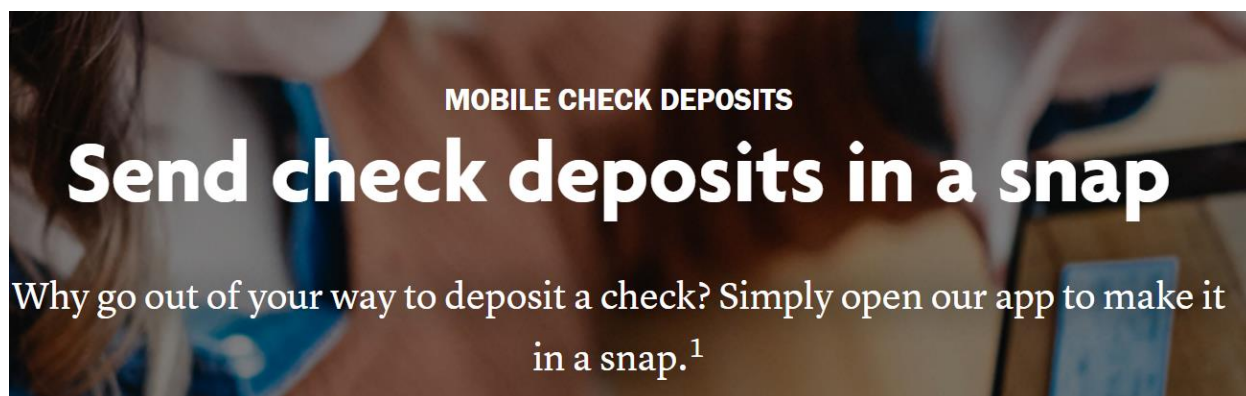 MOBILE CHECK DEPOSITS
Send check deposits in a snap
Why go out of your way to deposit a check? Simply open our app to make it
in a snap.¹